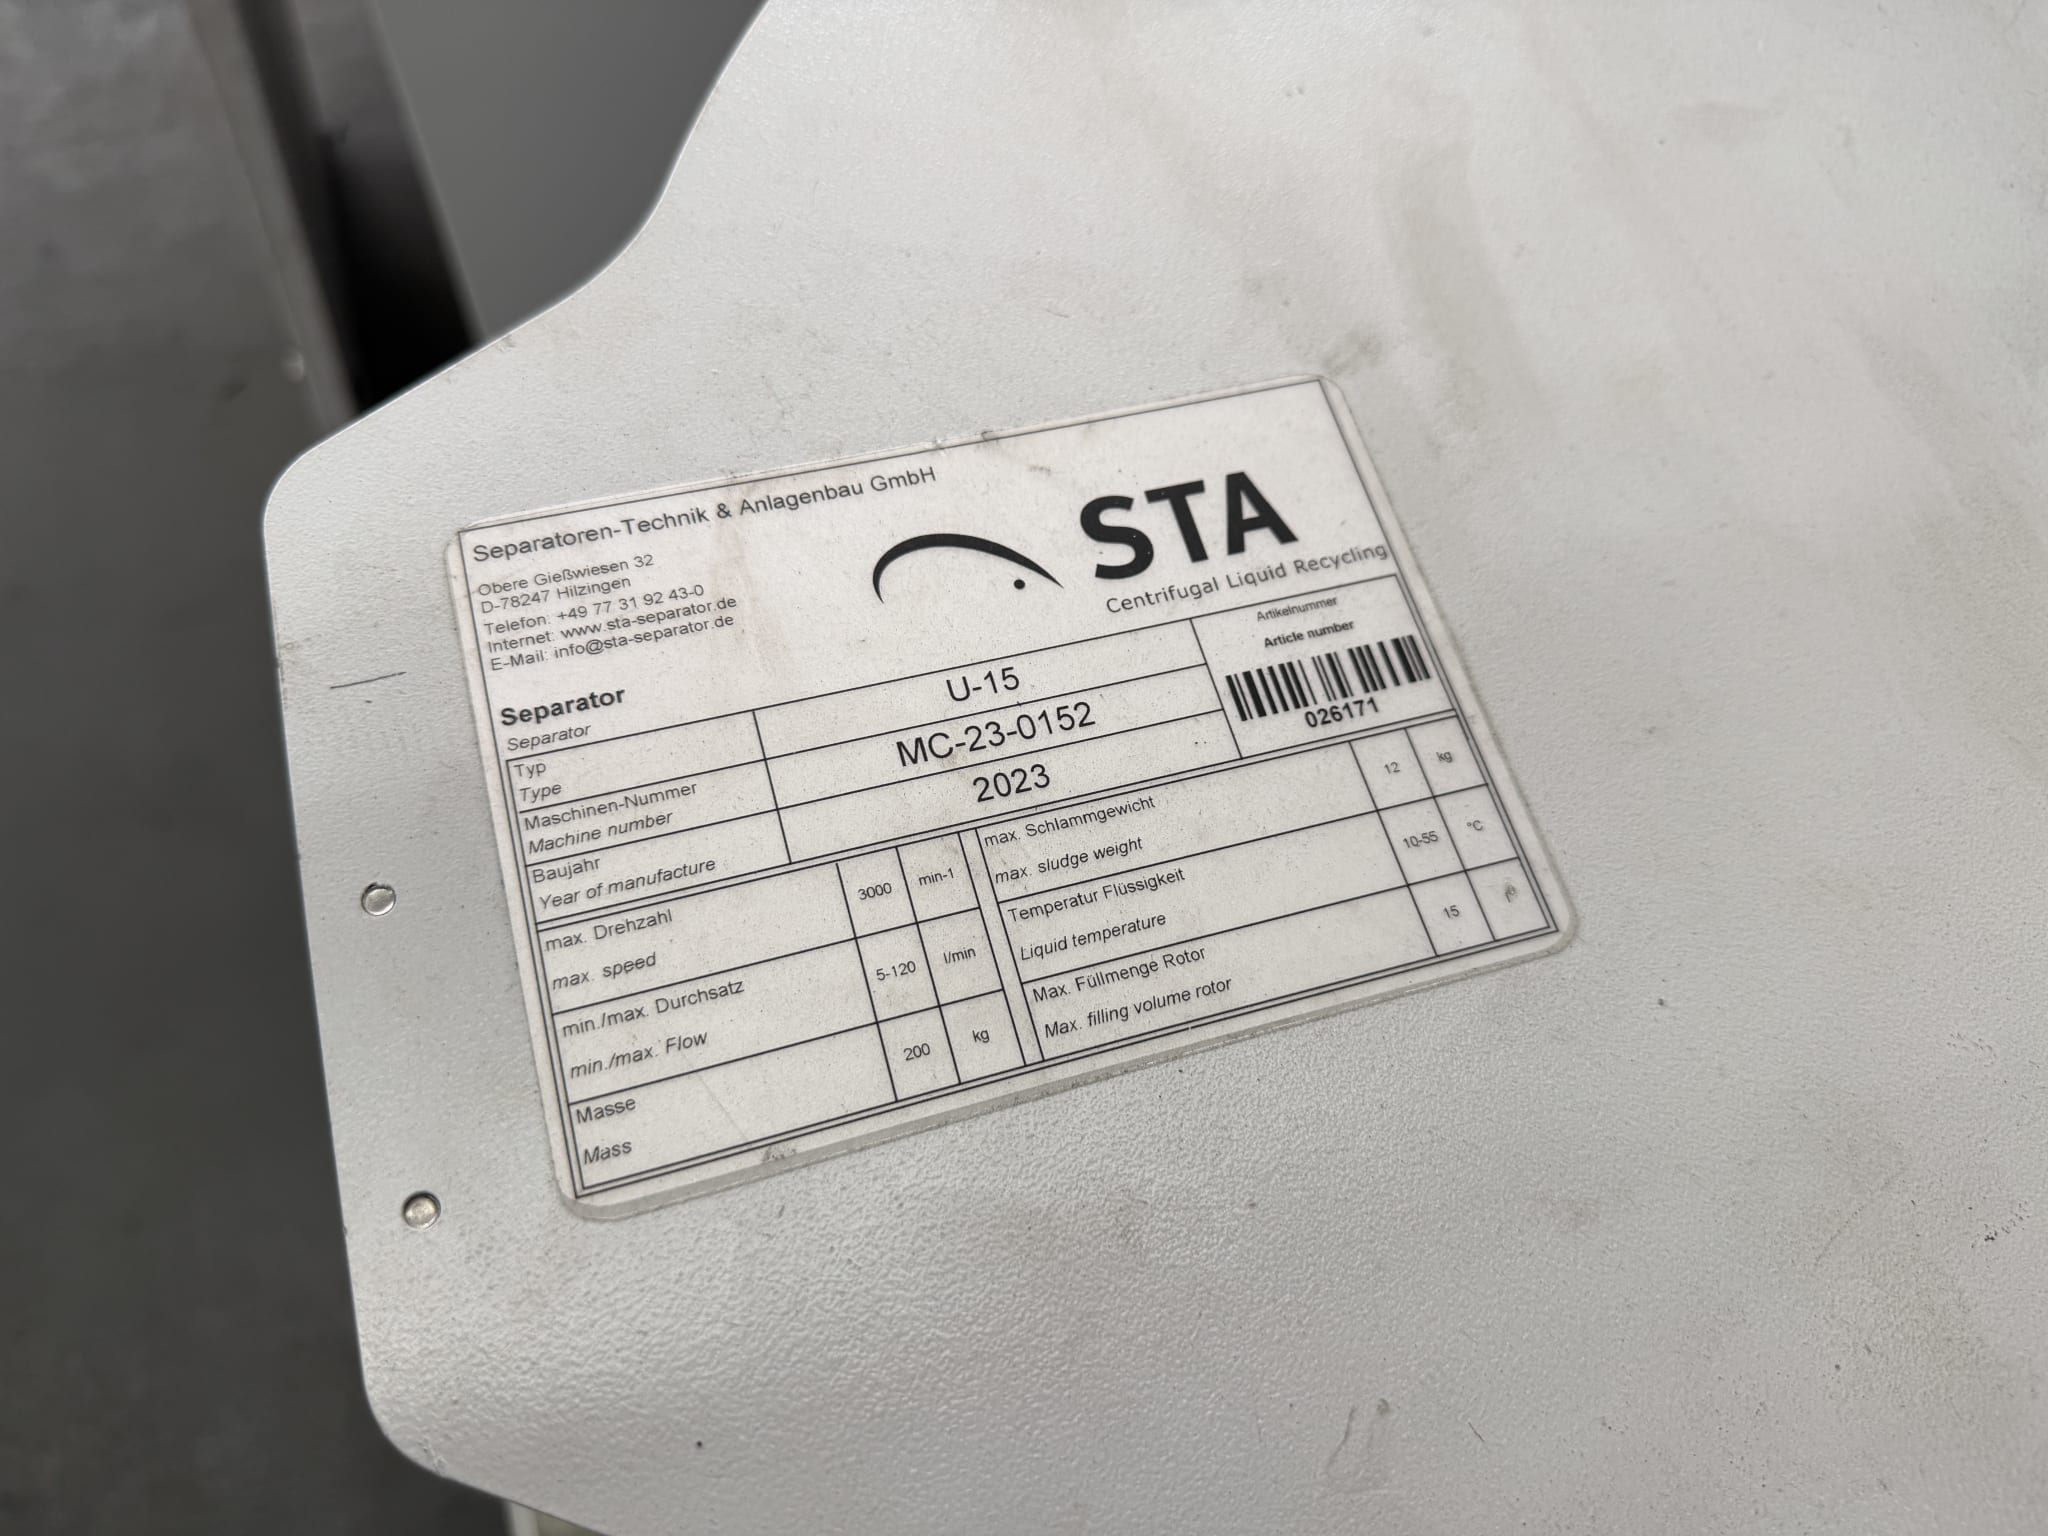 Separatoren-Technik & Anlagenbau GmbH
Obere Gießwiesen 32
D-78247 Hilzingen
Telefon: +49 77 31 92 43-0
Internet: www.sta-separator.de
E-Mail: info@sta-separator.de
STA
Centrifugal Liquid Recycling
Separator
Separator
Artikelnummer
Article number
026171
Typ
Type
U-15
Maschinen-Nummer
Machine number
MC-23-0152
Baujahr
Year of manufacture
2023
max. Drehzahl
max. speed
3000 min-1
min./max. Durchsatz
min./max. Flow
5-120 l/min
Masse
Mass
200 kg
max. Schlammgewicht
max. sludge weight
12 kg
Temperatur Flüssigkeit
Liquid temperature
10-55 °C
Max. Füllmenge Rotor
Max. filling volume rotor
15